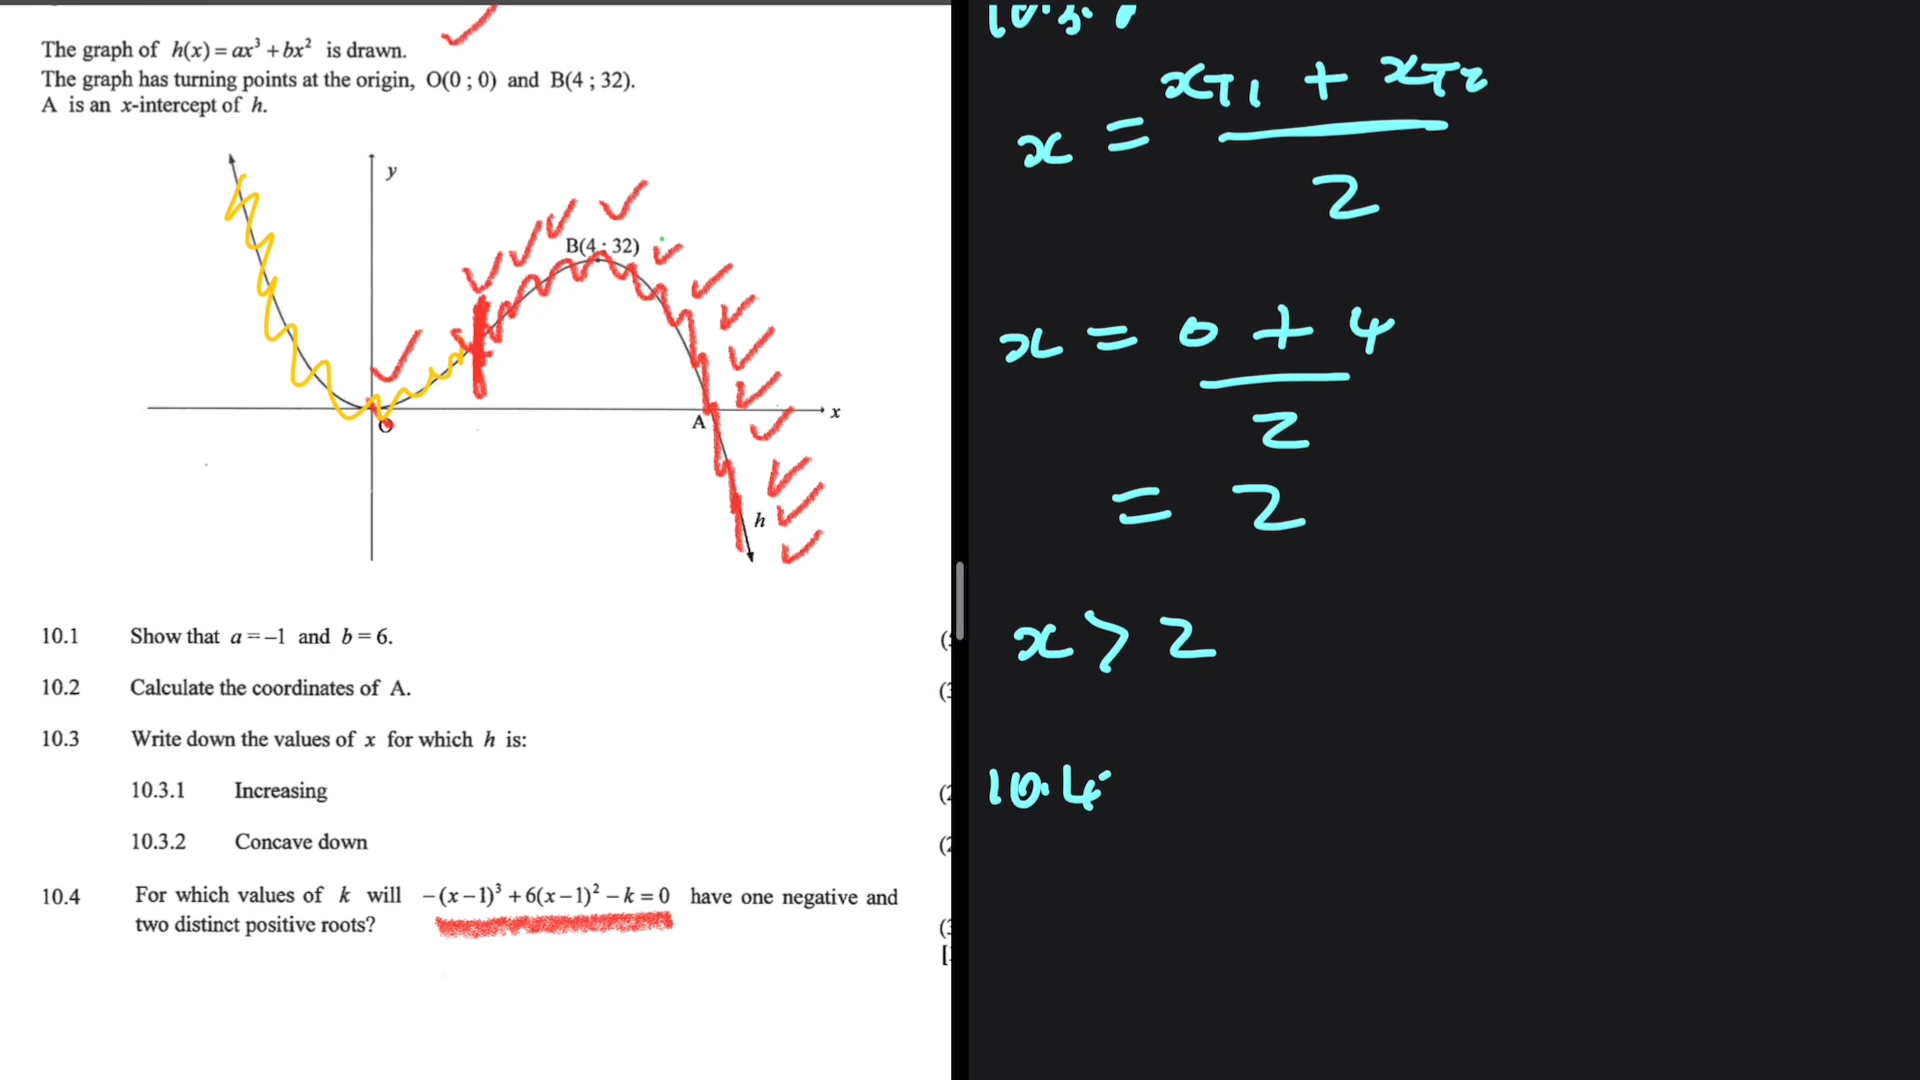 The graph of h(x) = ax³ + bx² is drawn.
The graph has turning points at the origin, O(0 ; 0) and B(4 ; 32).
A is an x-intercept of h.
y
B(4 ; 32)
x
O
A
h
10.1 Show that a = –1 and b = 6.
10.2 Calculate the coordinates of A.
10.3 Write down the values of x for which h is:
10.3.1 Increasing
10.3.2 Concave down
10.4 For which values of k will –(x – 1)³ + 6(x – 1)² – k = 0 have one negative and
two distinct positive roots?
x = (xT1 + xT2) / 2
x = (0 + 4) / 2
= 2
x > 2
10.4